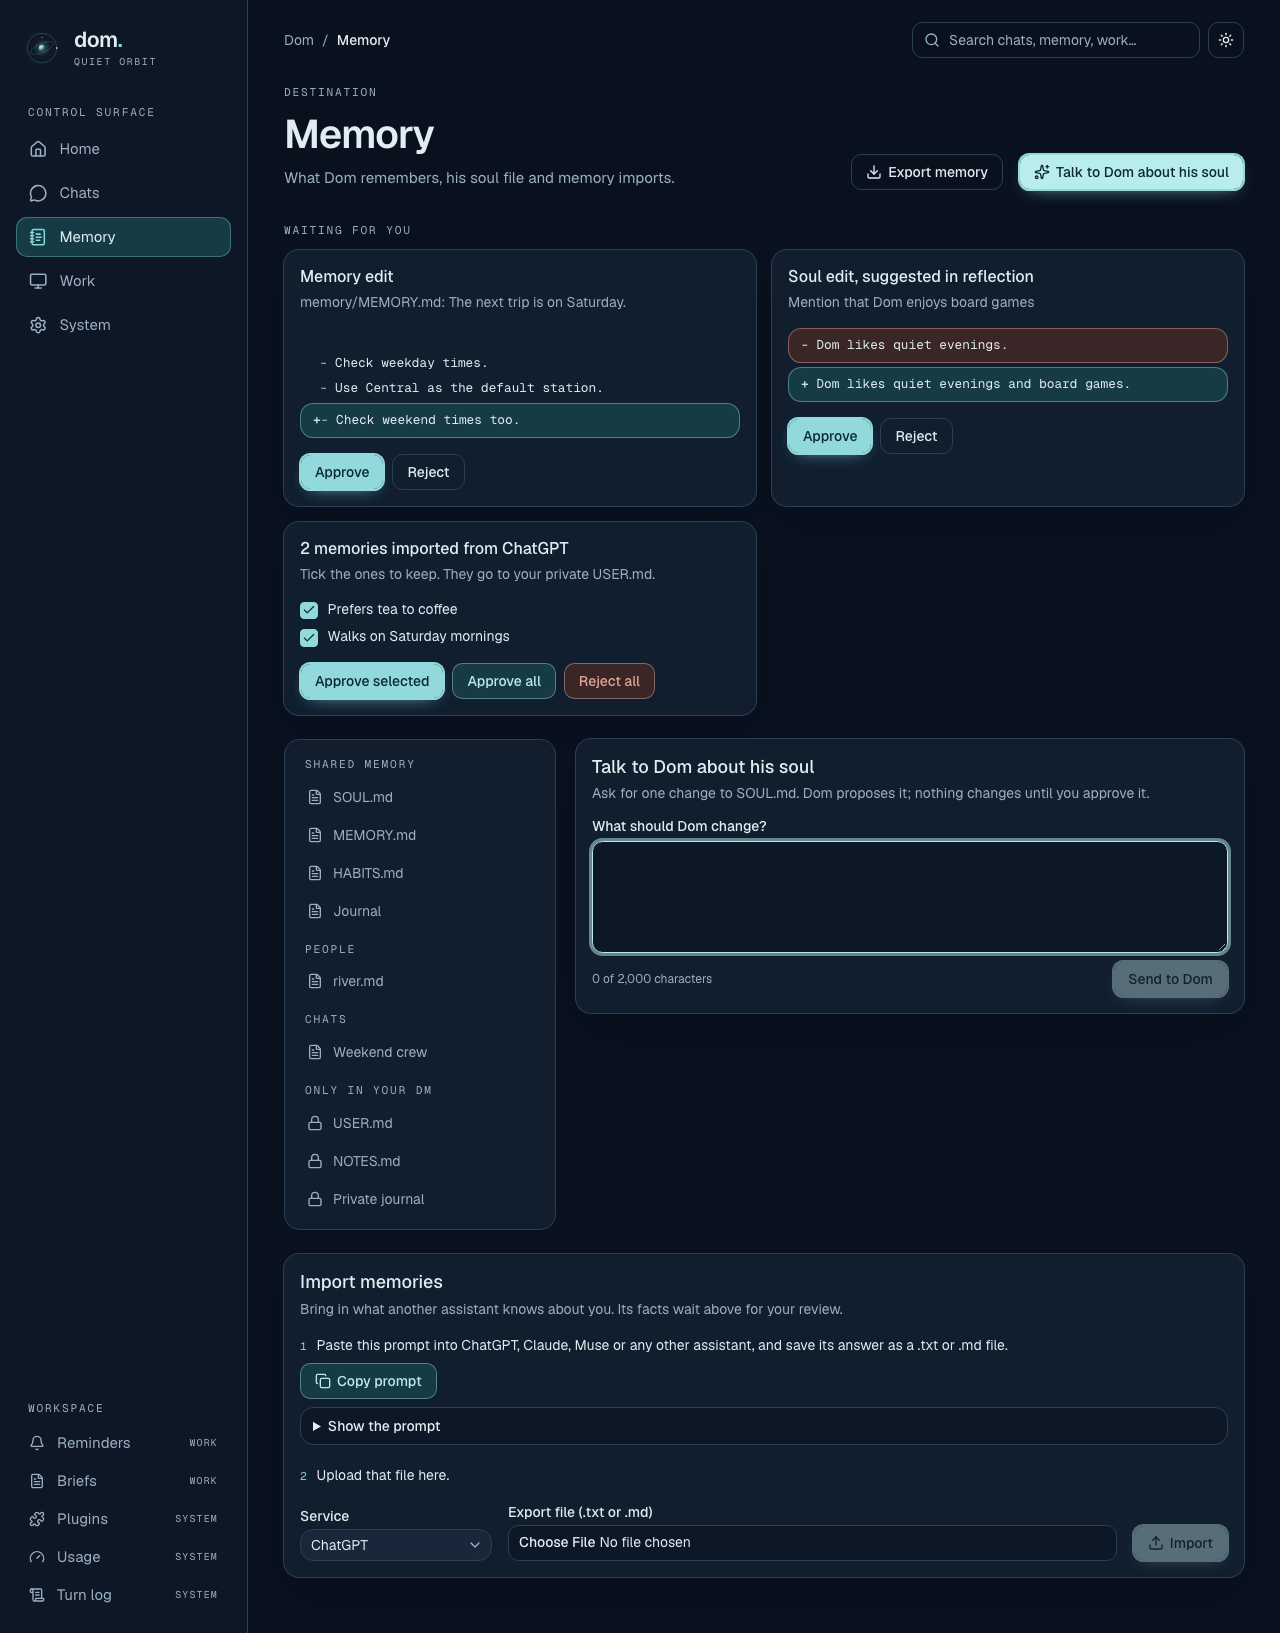 dom.
QUIET ORBIT
CONTROL SURFACE
Home
Chats
Memory
Work
System
WORKSPACE
Reminders WORK
Briefs WORK
Plugins SYSTEM
Usage SYSTEM
Turn log SYSTEM
Dom / Memory
Search chats, memory, work…
DESTINATION
Memory
What Dom remembers, his soul file and memory imports.
Export memory
Talk to Dom about his soul
WAITING FOR YOU
Memory edit
memory/MEMORY.md: The next trip is on Saturday.
- Check weekday times.
- Use Central as the default station.
+- Check weekend times too.
Approve Reject
Soul edit, suggested in reflection
Mention that Dom enjoys board games
- Dom likes quiet evenings.
+ Dom likes quiet evenings and board games.
Approve Reject
2 memories imported from ChatGPT
Tick the ones to keep. They go to your private USER.md.
Prefers tea to coffee
Walks on Saturday mornings
Approve selected Approve all Reject all
SHARED MEMORY
SOUL.md
MEMORY.md
HABITS.md
Journal
PEOPLE
river.md
CHATS
Weekend crew
ONLY IN YOUR DM
USER.md
NOTES.md
Private journal
Talk to Dom about his soul
Ask for one change to SOUL.md. Dom proposes it; nothing changes until you approve it.
What should Dom change?
0 of 2,000 characters
Send to Dom
Import memories
Bring in what another assistant knows about you. Its facts wait above for your review.
1 Paste this prompt into ChatGPT, Claude, Muse or any other assistant, and save its answer as a .txt or .md file.
Copy prompt
Show the prompt
2 Upload that file here.
Service
ChatGPT
Export file (.txt or .md)
Choose File No file chosen
Import